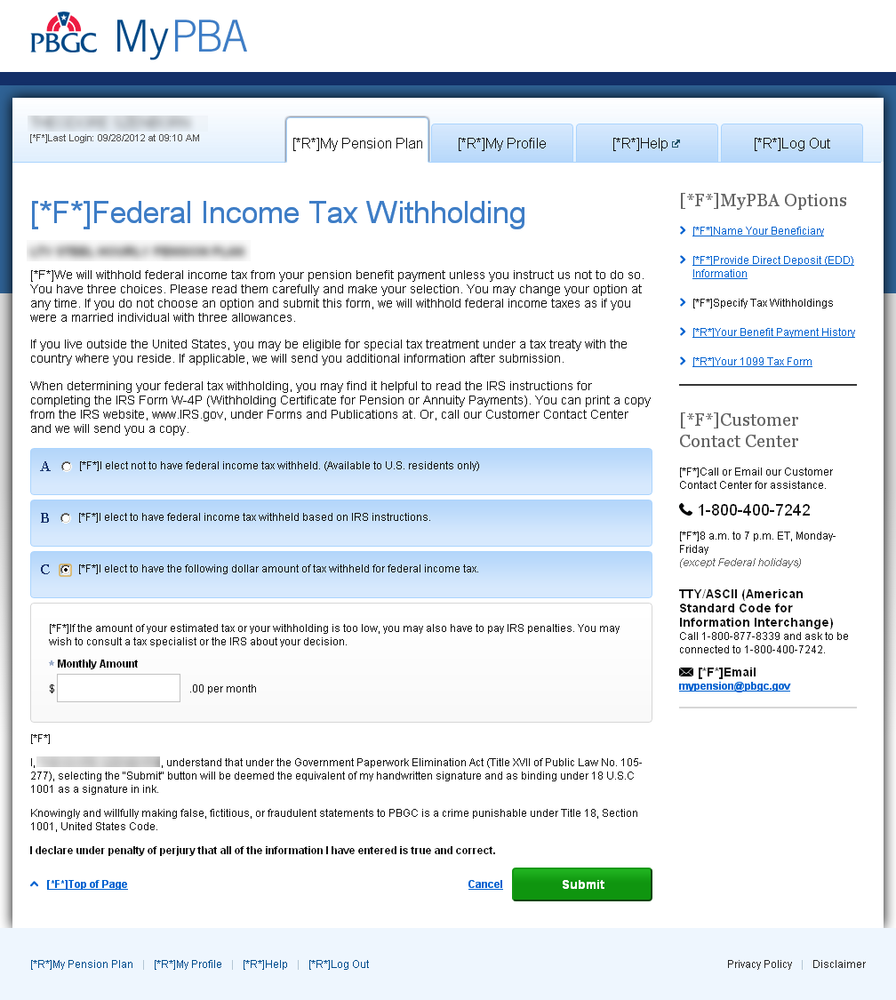 PBGC MyPBA
[*F*]Last Login: 09/28/2012 at 09:10 AM
[*R*]My Pension Plan
[*R*]My Profile
[*R*]Help
[*R*]Log Out
[*F*]Federal Income Tax Withholding
[*F*]We will withhold federal income tax from your pension benefit payment unless you instruct us not to do so.
You have three choices. Please read them carefully and make your selection. You may change your option at
any time. If you do not choose an option and submit this form, we will withhold federal income taxes as if you
were a married individual with three allowances.
If you live outside the United States, you may be eligible for special tax treatment under a tax treaty with the
country where you reside. If applicable, we will send you additional information after submission.
When determining your federal tax withholding, you may find it helpful to read the IRS instructions for
completing the IRS Form W-4P (Withholding Certificate for Pension or Annuity Payments). You can print a copy
from the IRS website, www.IRS.gov, under Forms and Publications at. Or, call our Customer Contact Center
and we will send you a copy.
A [*F*]I elect not to have federal income tax withheld. (Available to U.S. residents only)
B [*F*]I elect to have federal income tax withheld based on IRS instructions.
C [*F*]I elect to have the following dollar amount of tax withheld for federal income tax.
[*F*]If the amount of your estimated tax or your withholding is too low, you may also have to pay IRS penalties. You may
wish to consult a tax specialist or the IRS about your decision.
* Monthly Amount
$ .00 per month
[*F*]
I, , understand that under the Government Paperwork Elimination Act (Title XVII of Public Law No. 105-
277), selecting the "Submit" button will be deemed the equivalent of my handwritten signature and as binding under 18 U.S.C
1001 as a signature in ink.
Knowingly and willfully making false, fictitious, or fraudulent statements to PBGC is a crime punishable under Title 18, Section
1001, United States Code.
I declare under penalty of perjury that all of the information I have entered is true and correct.
[*F*]Top of Page
Cancel
Submit
[*F*]MyPBA Options
[*F*]Name Your Beneficiary
[*F*]Provide Direct Deposit (EDD)
Information
[*F*]Specify Tax Withholdings
[*R*]Your Benefit Payment History
[*R*]Your 1099 Tax Form
[*F*]Customer
Contact Center
[*F*]Call or Email our Customer
Contact Center for assistance.
1-800-400-7242
[*F*]8 a.m. to 7 p.m. ET, Monday-
Friday
(except Federal holidays)
TTY/ASCII (American
Standard Code for
Information Interchange)
Call 1-800-877-8339 and ask to be
connected to 1-800-400-7242.
[*F*]Email
mypension@pbgc.gov
[*R*]My Pension Plan | [*R*]My Profile | [*R*]Help | [*R*]Log Out
Privacy Policy | Disclaimer